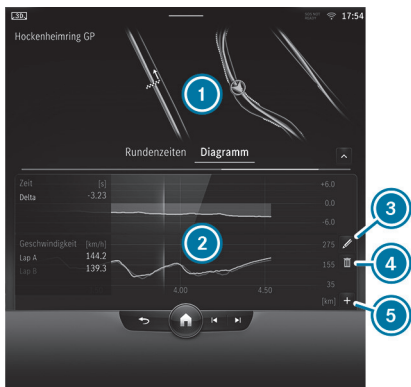 3D
17:54
Hockenheimring GP
1
Rundenzeiten Diagramm
Zeit [s] +6.0
Delta -3.23 0.0
-6.0
2
3
Geschwindigkeit [km/h] 275
Lap A 144.2
Lap B 139.3 155
4
35
4.00 4.50 [km] +
5